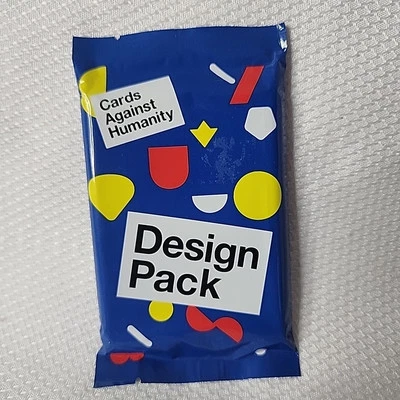 Cards
Against
Humanity
Design
Pack